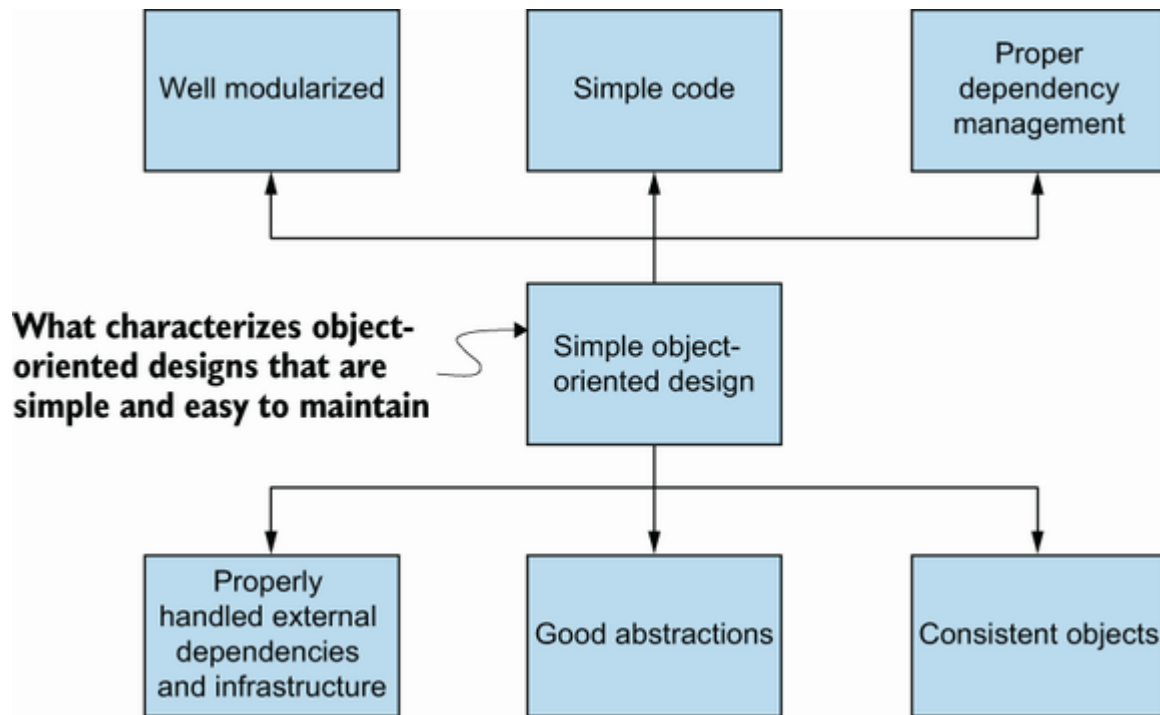 Well modularized
Simple code
Proper
dependency
management
What characterizes object-
oriented designs that are
simple and easy to maintain
Simple object-
oriented design
Properly
handled external
dependencies
and infrastructure
Good abstractions
Consistent objects